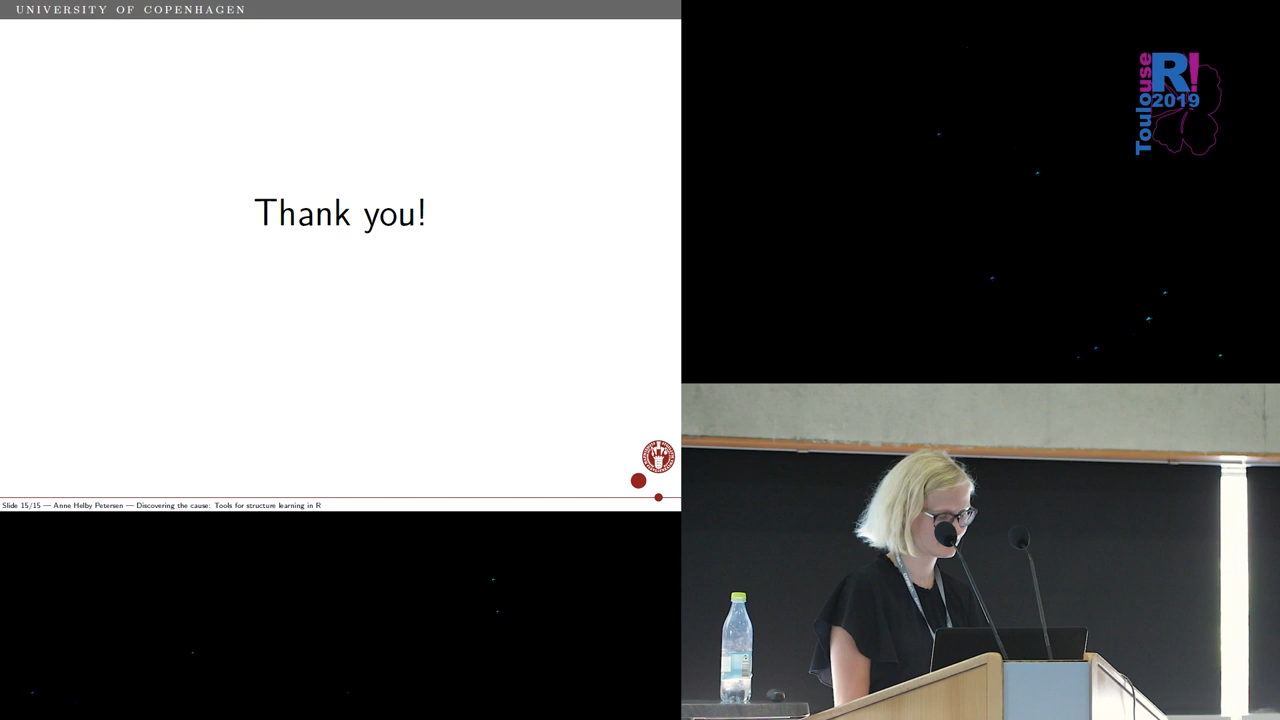 UNIVERSITY OF COPENHAGEN
Thank you!
Slide 15/15 — Anne Helby Petersen — Discovering the cause: Tools for structure learning in R
Toulouse
R!
2019